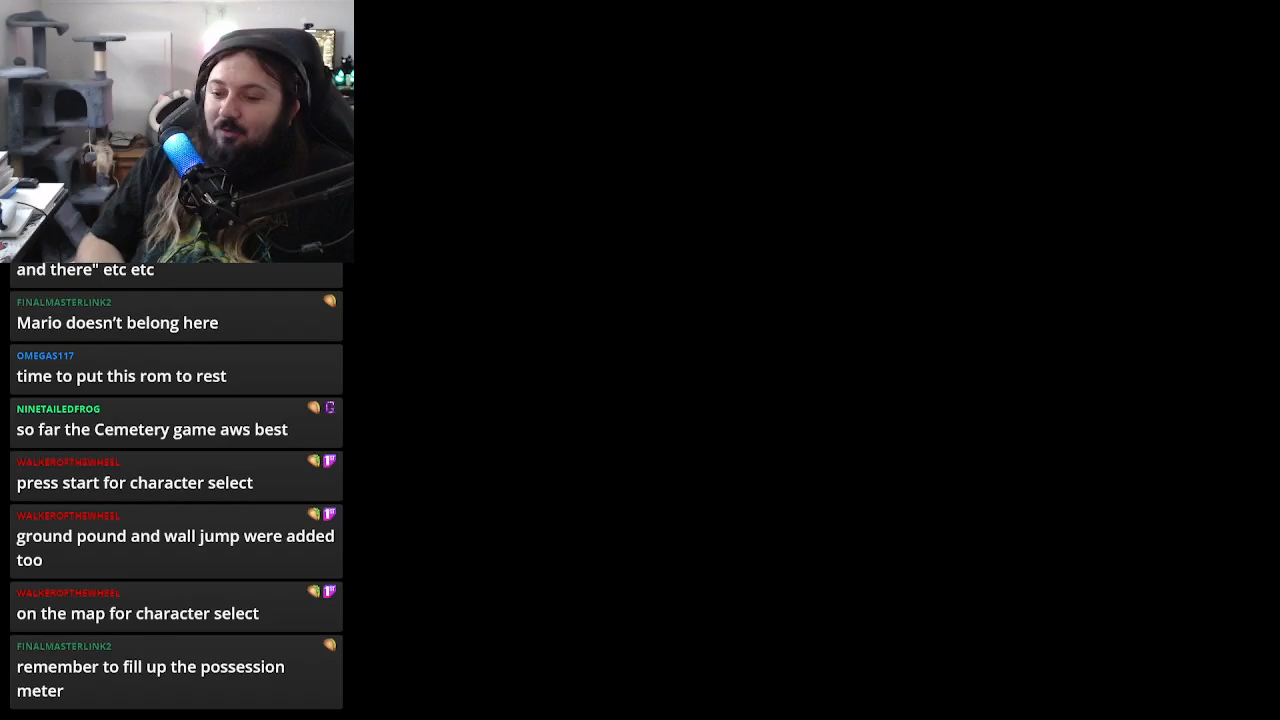 and there" etc etc
FINALMASTERLINK2
Mario doesn’t belong here
OMEGAS117
time to put this rom to rest
NINETAILEDFROG
so far the Cemetery game aws best
WALKEROFTHEWHEEL
press start for character select
WALKEROFTHEWHEEL
ground pound and wall jump were added
too
WALKEROFTHEWHEEL
on the map for character select
FINALMASTERLINK2
remember to fill up the possession
meter